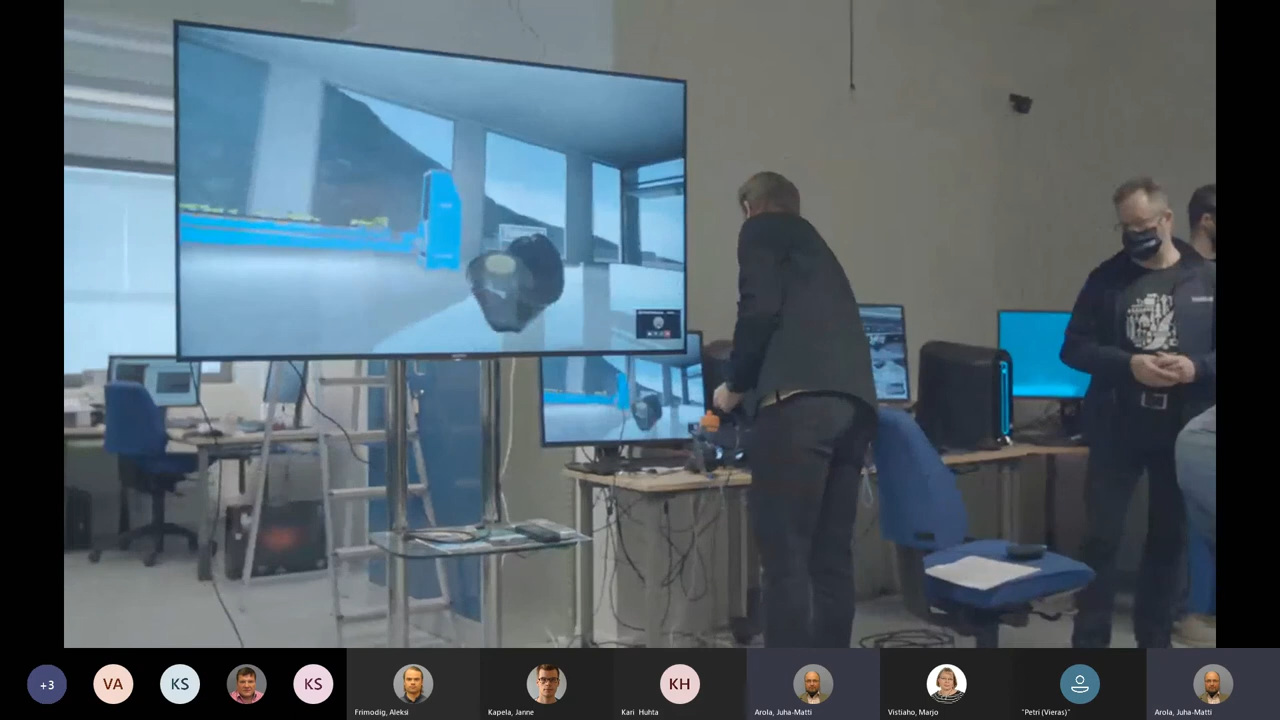 +3
VA
KS
KS
KH
Frimodig, Aleksi
Kapela, Janne
Kari Huhta
Arola, Juha-Matti
Vistiaho, Marjo
"Petri (Vieras)"
Arola, Juha-Matti